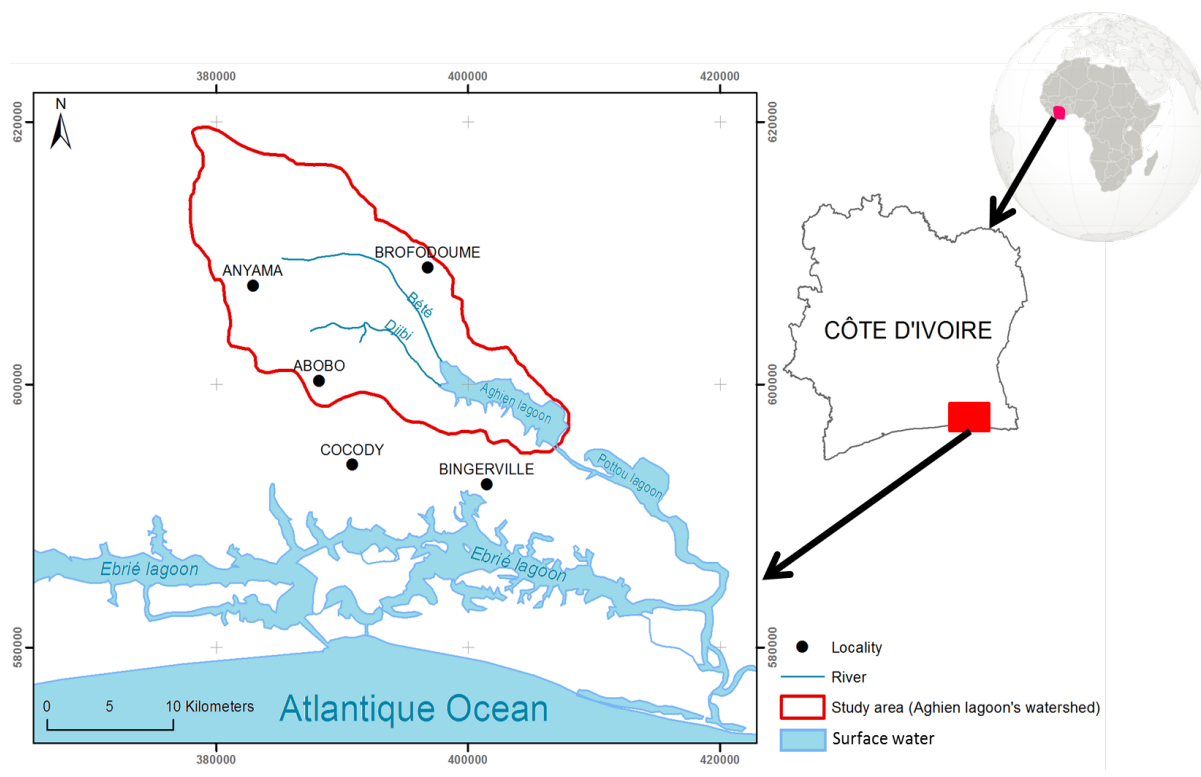 380000
400000
420000
620000
620000
N
BROFODOUME
ANYAMA
Bété
Djibi
CÔTE D'IVOIRE
ABOBO
600000
600000
Aghien lagoon
COCODY
BINGERVILLE
Pottou lagoon
Ebrié lagoon
Ebrié lagoon
580000
580000
Locality
River
0 5 10 Kilometers
Atlantique Ocean
Study area (Aghien lagoon's watershed)
Surface water
380000
400000
420000